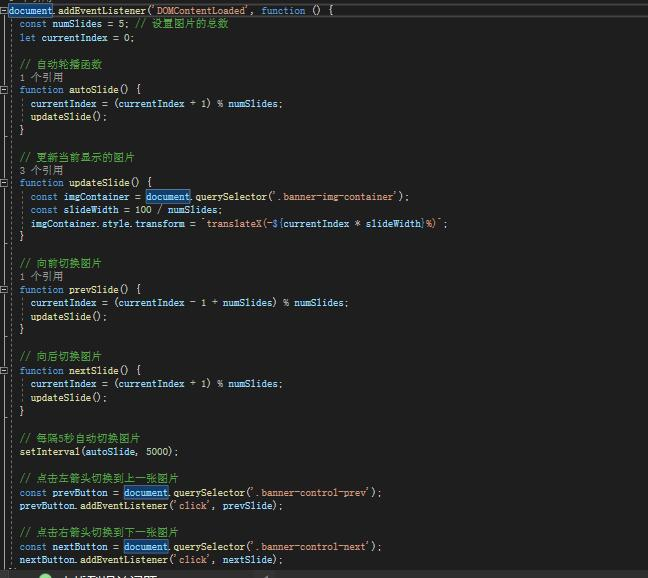 document.addEventListener('DOMContentLoaded', function () {
const numSlides = 5; // 设置图片的总数
let currentIndex = 0;
// 自动轮播函数
1 个引用
function autoSlide() {
currentIndex = (currentIndex + 1) % numSlides;
updateSlide();
}
// 更新当前显示的图片
3 个引用
function updateSlide() {
const imgContainer = document.querySelector('.banner-img-container');
const slideWidth = 100 / numSlides;
imgContainer.style.transform = `translateX(-${currentIndex * slideWidth}%)`;
}
// 向前切换图片
1 个引用
function prevSlide() {
currentIndex = (currentIndex - 1 + numSlides) % numSlides;
updateSlide();
}
// 向后切换图片
function nextSlide() {
currentIndex = (currentIndex + 1) % numSlides;
updateSlide();
}
// 每隔5秒自动切换图片
setInterval(autoSlide, 5000);
// 点击左箭头切换到上一张图片
const prevButton = document.querySelector('.banner-control-prev');
prevButton.addEventListener('click', prevSlide);
// 点击右箭头切换到下一张图片
const nextButton = document.querySelector('.banner-control-next');
nextButton.addEventListener('click', nextSlide);